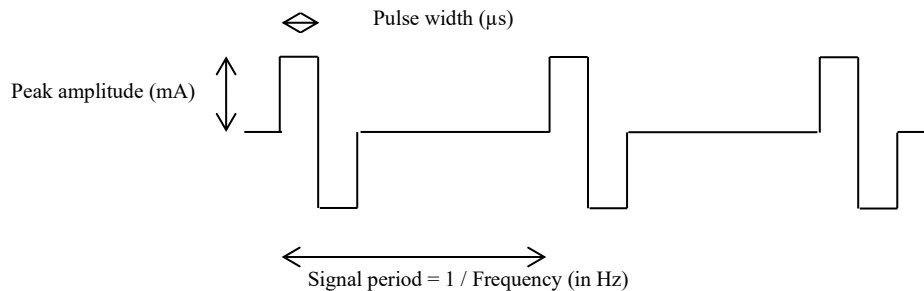 Pulse width (µs)
Peak amplitude (mA)
Signal period = 1 / Frequency (in Hz)